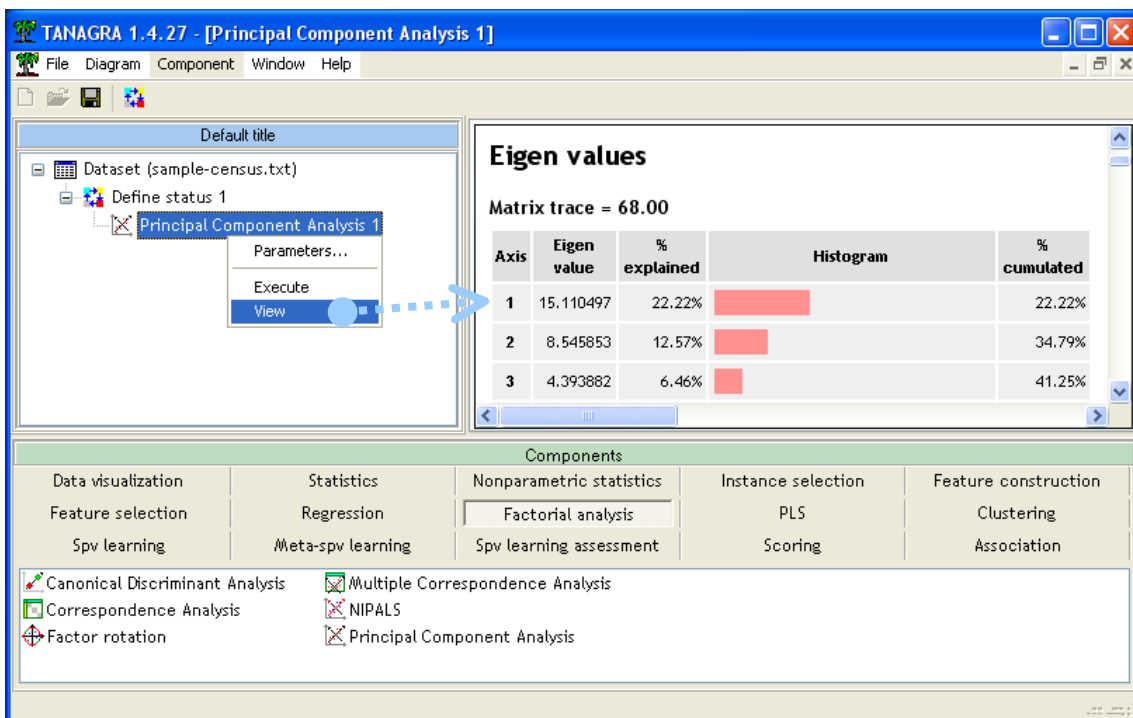 TANAGRA 1.4.27 - [Principal Component Analysis 1]
File Diagram Component Window Help
Default title
Dataset (sample-census.txt)
Define status 1
Principal Component Analysis 1
Parameters...
Execute
View
Eigen values
Matrix trace = 68.00
Axis Eigen value % explained Histogram % cumulated
1 15.110497 22.22% 22.22%
2 8.545853 12.57% 34.79%
3 4.393882 6.46% 41.25%
Components
Data visualization Statistics Nonparametric statistics Instance selection Feature construction
Feature selection Regression Factorial analysis PLS Clustering
Spv learning Meta-spv learning Spv learning assessment Scoring Association
Canonical Discriminant Analysis Multiple Correspondence Analysis
Correspondence Analysis NIPALS
Factor rotation Principal Component Analysis